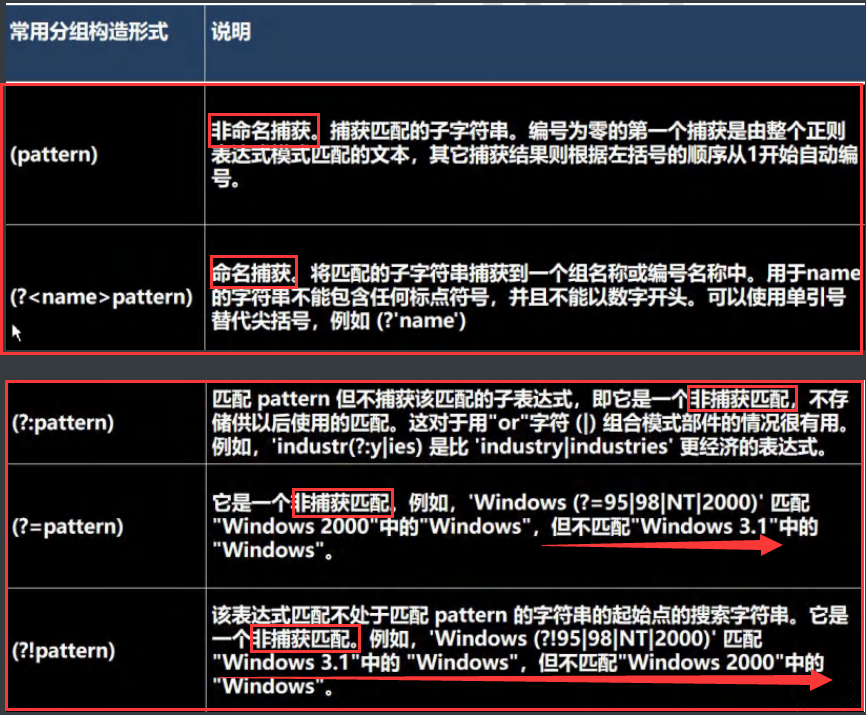 常用分组构造形式
说明
(pattern)
非命名捕获。捕获匹配的子字符串。编号为零的第一个捕获是由整个正则
表达式模式匹配的文本，其它捕获结果则根据左括号的顺序从1开始自动编
号。
(?<name>pattern)
命名捕获。将匹配的子字符串捕获到一个组名称或编号名称中。用于name
的字符串不能包含任何标点符号，并且不能以数字开头。可以使用单引号
替代尖括号，例如 (?'name')
(?:pattern)
匹配 pattern 但不捕获该匹配的子表达式，即它是一个非捕获匹配，不存
储供以后使用的匹配。这对于用"or"字符 (|) 组合模式部件的情况很有用。
例如，'industr(?:y|ies) 是比 'industry|industries' 更经济的表达式。
(?=pattern)
它是一个非捕获匹配。例如，'Windows (?=95|98|NT|2000)' 匹配
"Windows 2000"中的"Windows"，但不匹配"Windows 3.1"中的
"Windows"。
(?!pattern)
该表达式匹配不处于匹配 pattern 的字符串的起始点的搜索字符串。它是
一个非捕获匹配。例如，'Windows (?!95|98|NT|2000)' 匹配
"Windows 3.1"中的 "Windows"，但不匹配"Windows 2000"中的
"Windows"。